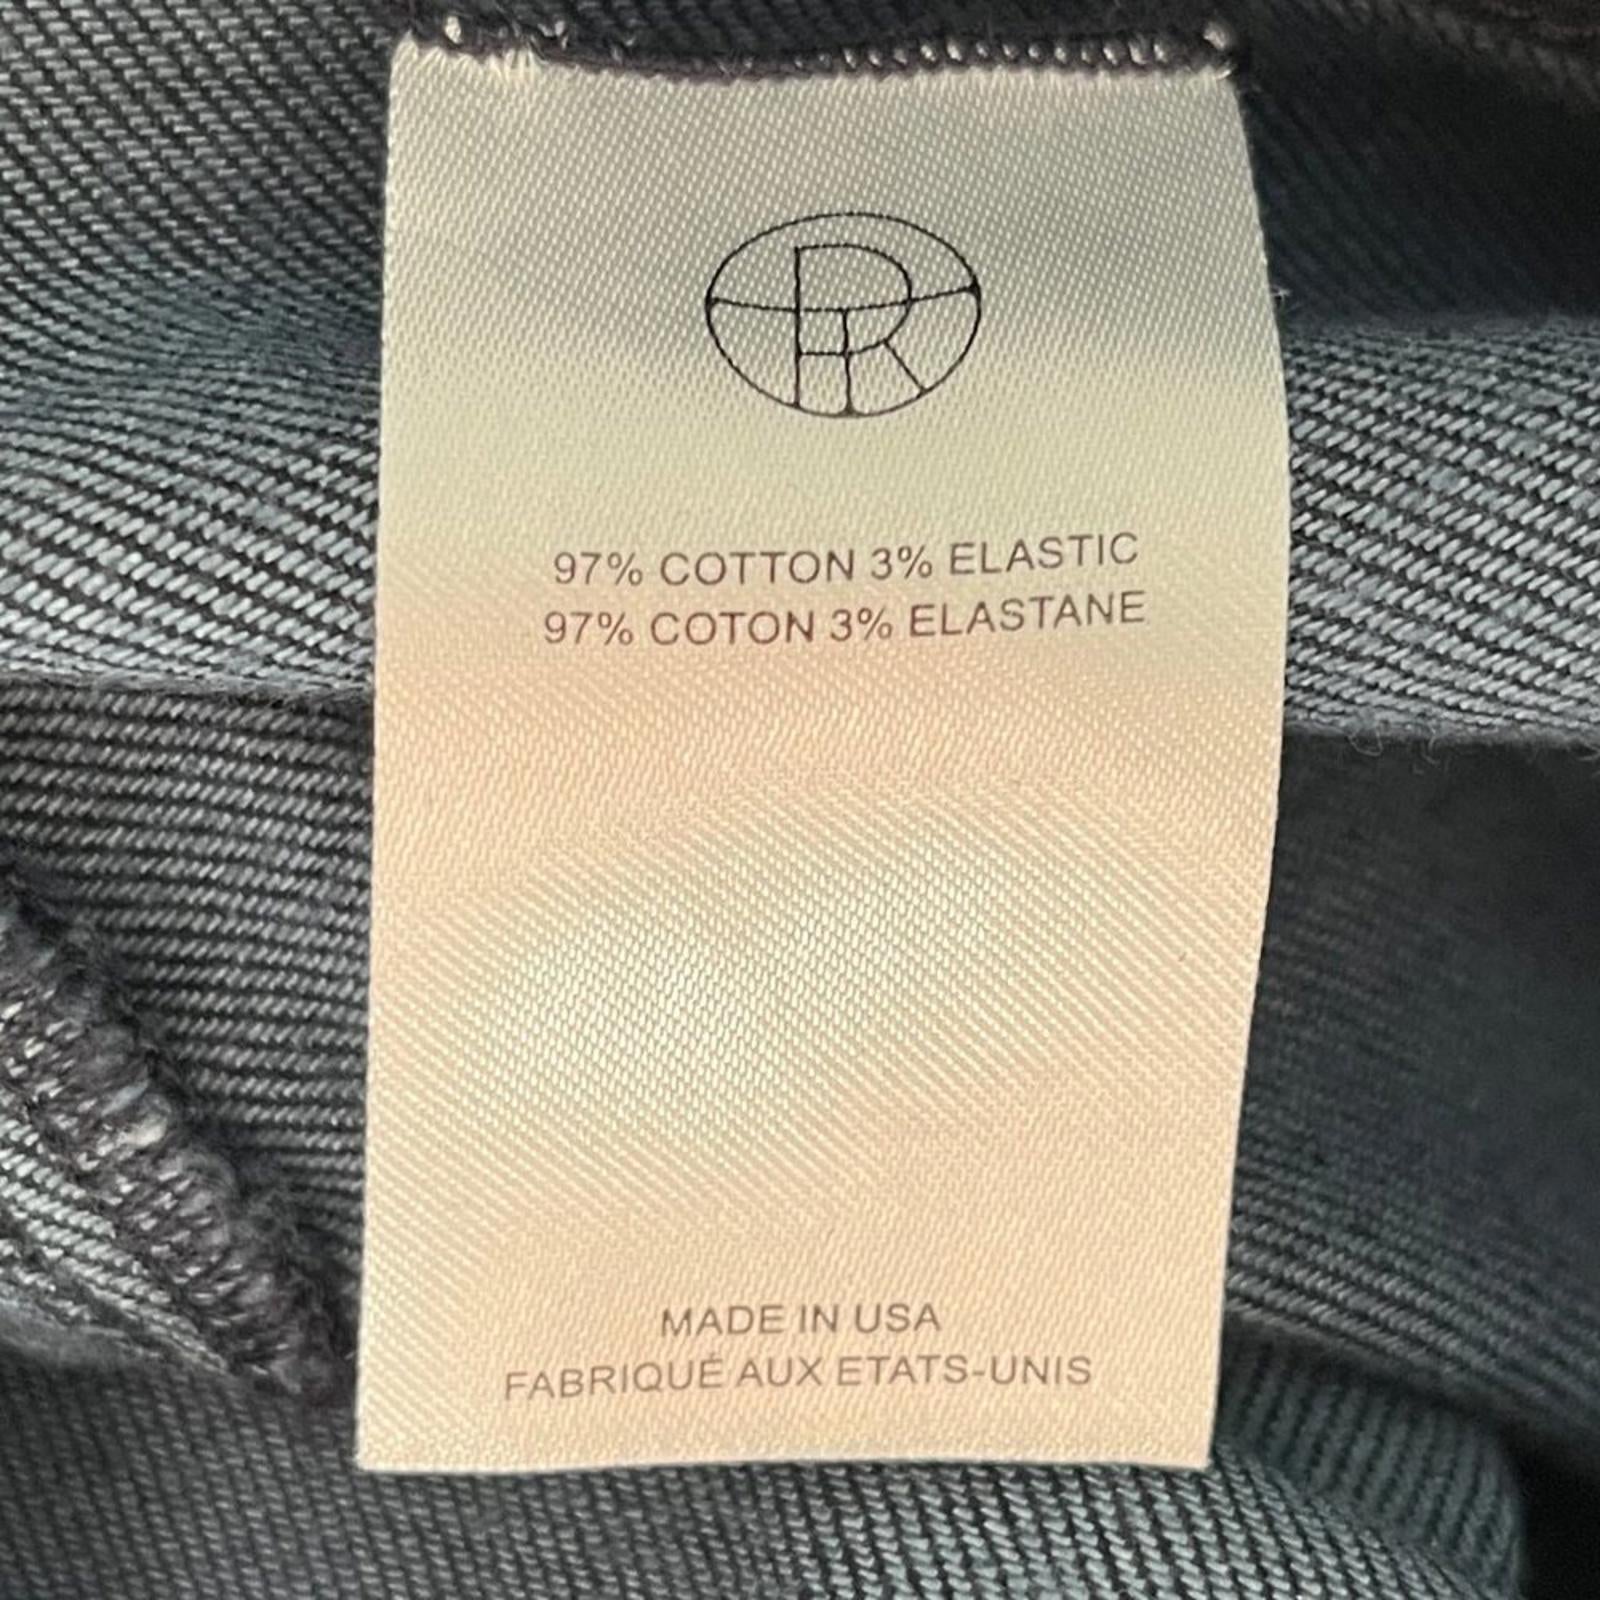 97% COTTON 3% ELASTIC
97% COTON 3% ELASTANE
MADE IN USA
FABRIQUÉ AUX ETATS-UNIS